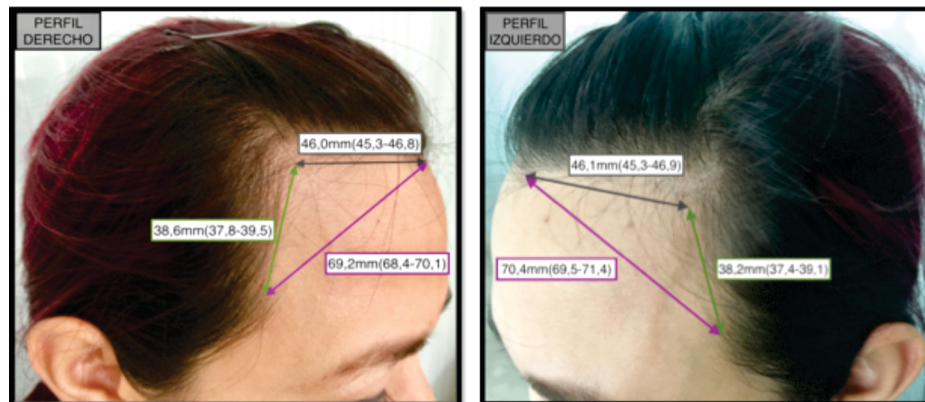 PERFIL
DERECHO
46,0mm(45,3-46,8)
38,6mm(37,8-39,5)
69,2mm(68,4-70,1)
PERFIL
IZQUIERDO
46,1mm(45,3-46,9)
70,4mm(69,5-71,4)
38,2mm(37,4-39,1)